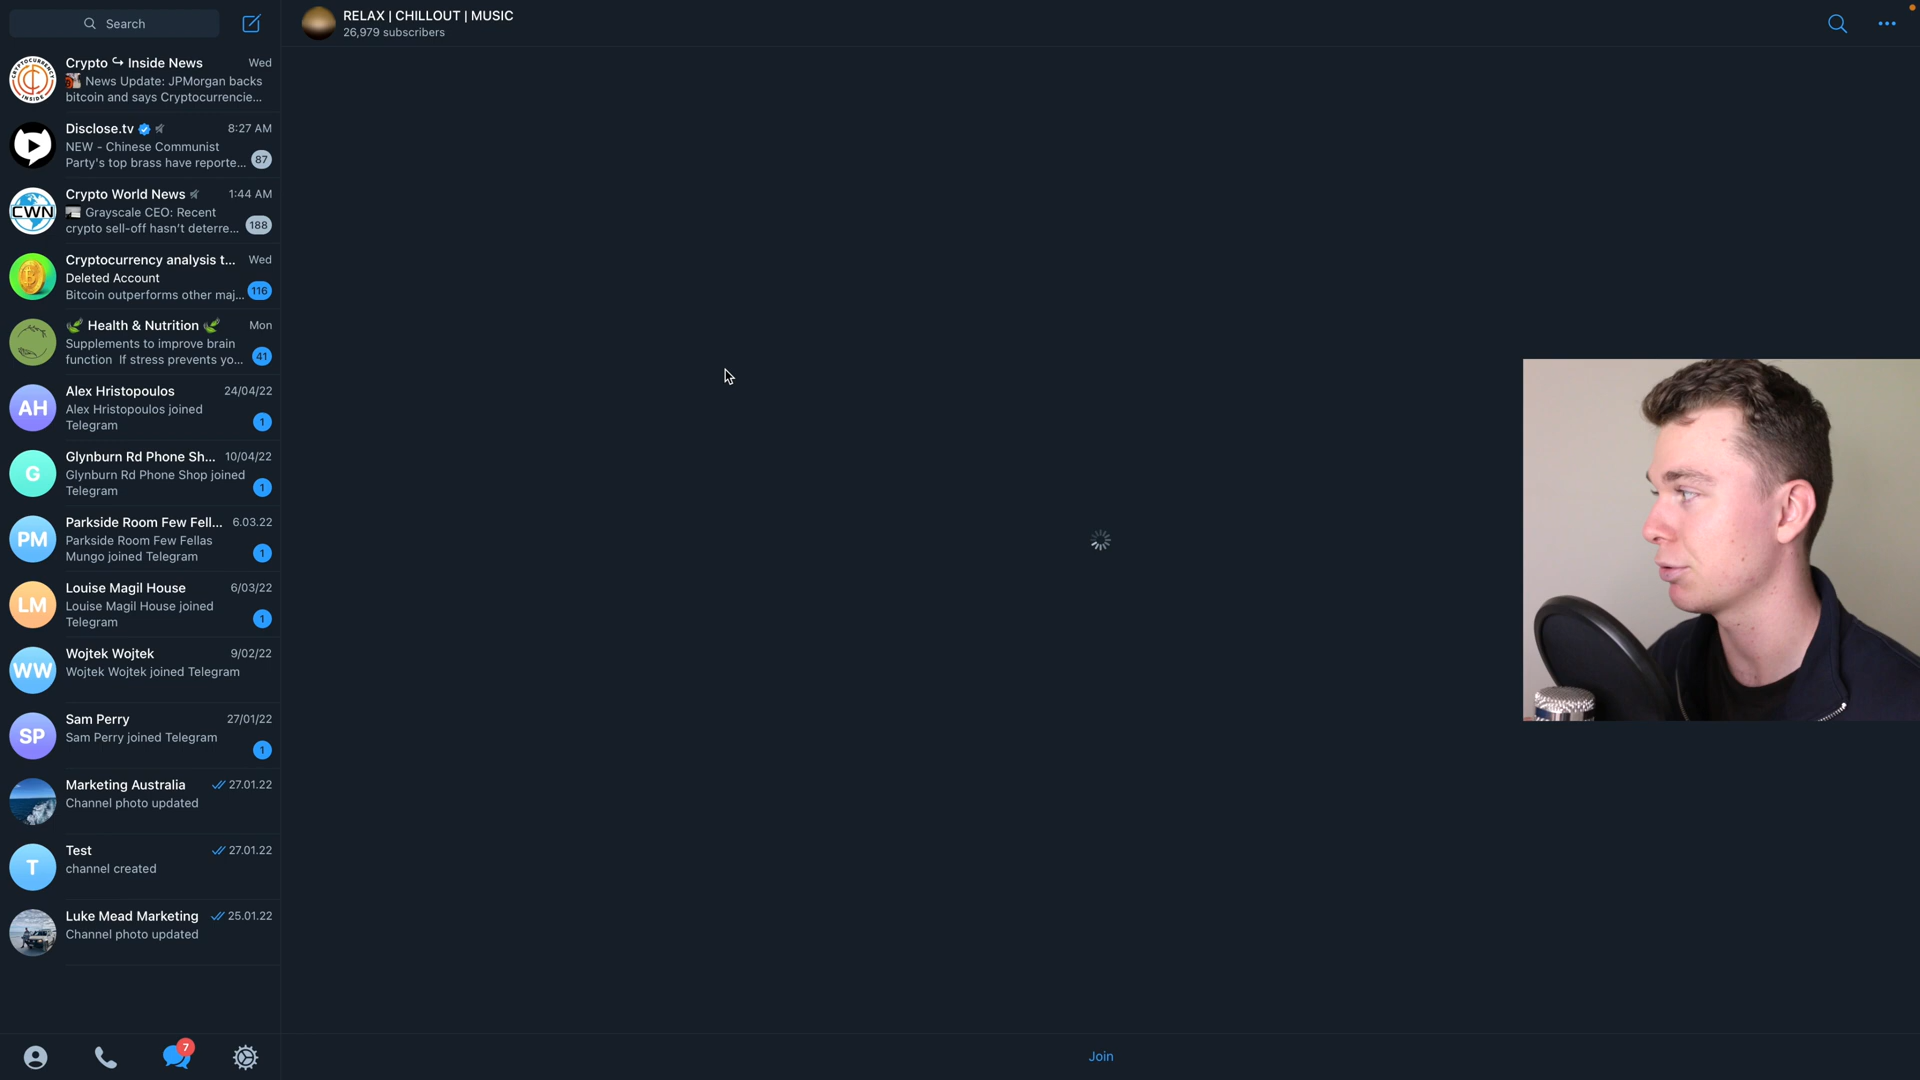 Search
RELAX | CHILLOUT | MUSIC
26,979 subscribers
Crypto ↪ Inside News Wed
News Update: JPMorgan backs
bitcoin and says Cryptocurrencie...
CRYPTOCURRENCY
INSIDE
Disclose.tv 8:27 AM
NEW - Chinese Communist
Party's top brass have reporte... 87
Crypto World News 1:44 AM
CWN
Grayscale CEO: Recent
crypto sell-off hasn't deterre... 188
Cryptocurrency analysis t... Wed
Deleted Account
Bitcoin outperforms other maj... 116
🌿 Health & Nutrition 🌿 Mon
Supplements to improve brain
function If stress prevents yo... 41
AH
Alex Hristopoulos 24/04/22
Alex Hristopoulos joined
Telegram 1
G
Glynburn Rd Phone Sh... 10/04/22
Glynburn Rd Phone Shop joined
Telegram 1
PM
Parkside Room Few Fell... 6.03.22
Parkside Room Few Fellas
Mungo joined Telegram 1
LM
Louise Magil House 6/03/22
Louise Magil House joined
Telegram 1
WW
Wojtek Wojtek 9/02/22
Wojtek Wojtek joined Telegram
SP
Sam Perry 27/01/22
Sam Perry joined Telegram
1
Marketing Australia 27.01.22
Channel photo updated
T
Test 27.01.22
channel created
Luke Mead Marketing 25.01.22
Channel photo updated
7
Join